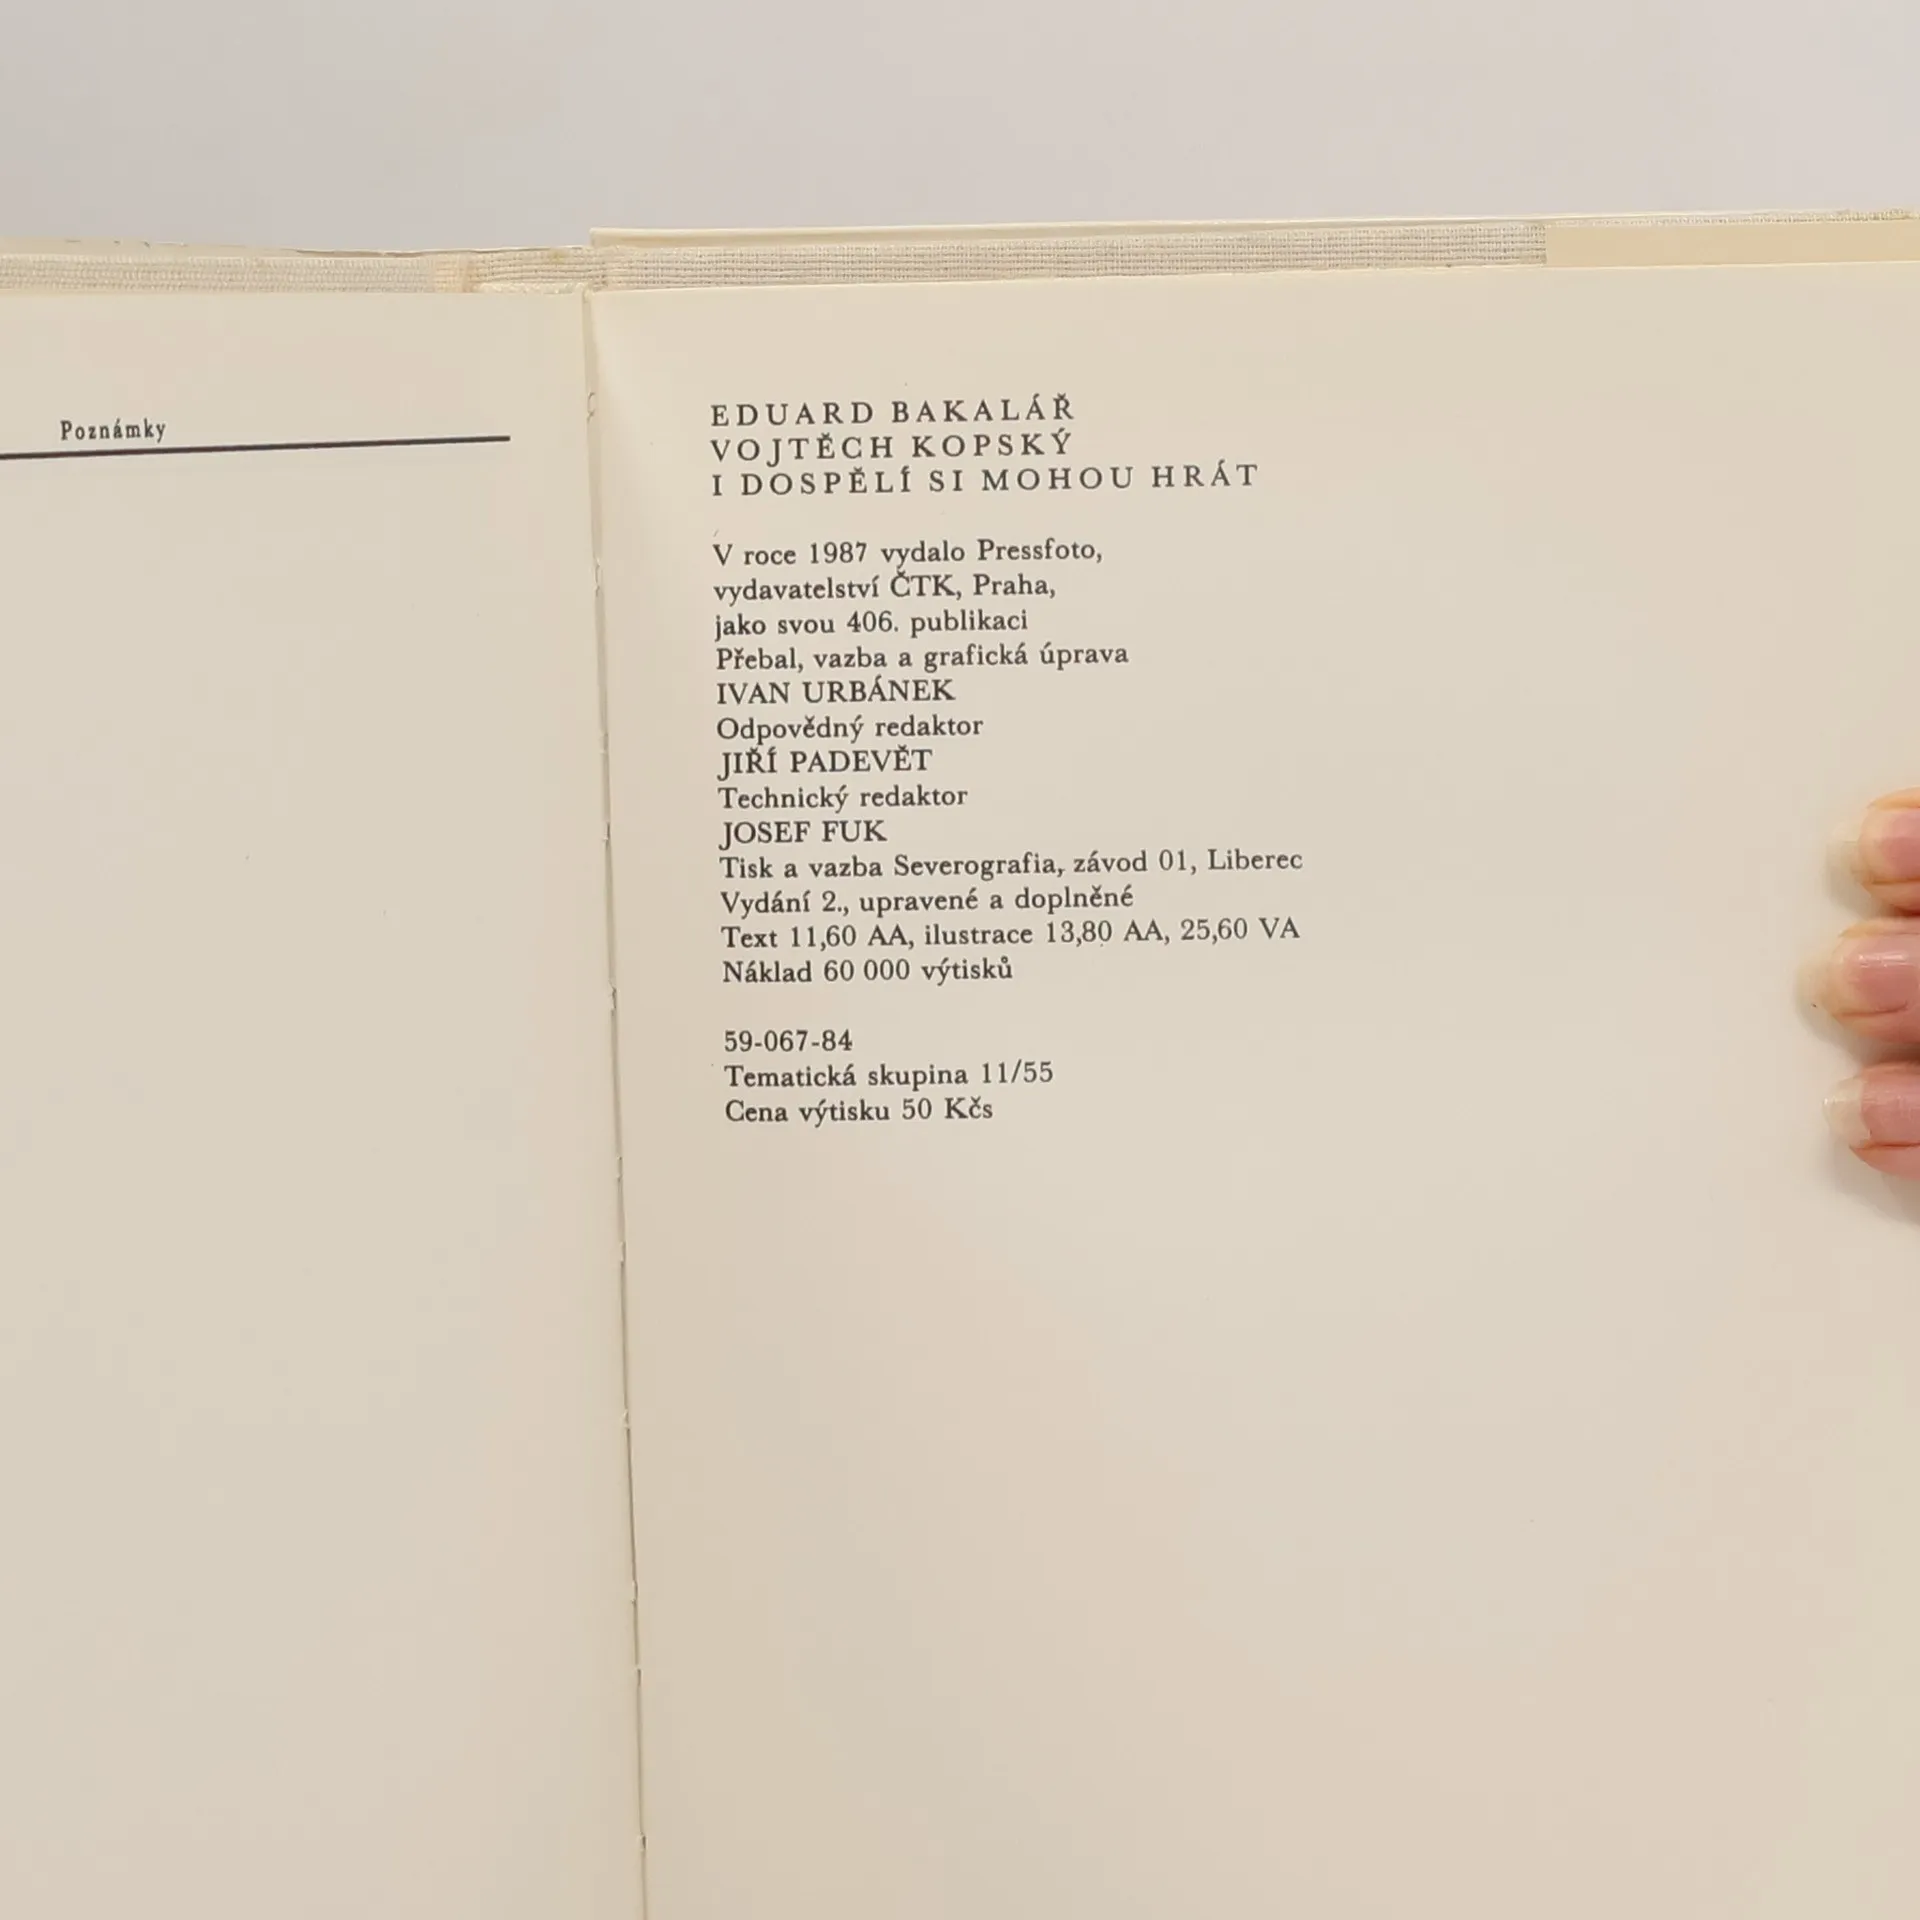 Poznámky
EDUARD BAKALÁŘ
VOJTĚCH KOPSKÝ
I DOSPĚLÍ SI MOHOU HRÁT
V roce 1987 vydalo Pressfoto,
vydavatelství ČTK, Praha,
jako svou 406. publikaci
Přebal, vazba a grafická úprava
IVAN URBÁNEK
Odpovědný redaktor
JIŘÍ PADEVĚT
Technický redaktor
JOSEF FUK
Tisk a vazba Severografia, závod 01, Liberec
Vydání 2., upravené a doplněné
Text 11,60 AA, ilustrace 13,80 AA, 25,60 VA
Náklad 60 000 výtisků
59-067-84
Tematická skupina 11/55
Cena výtisku 50 Kčs